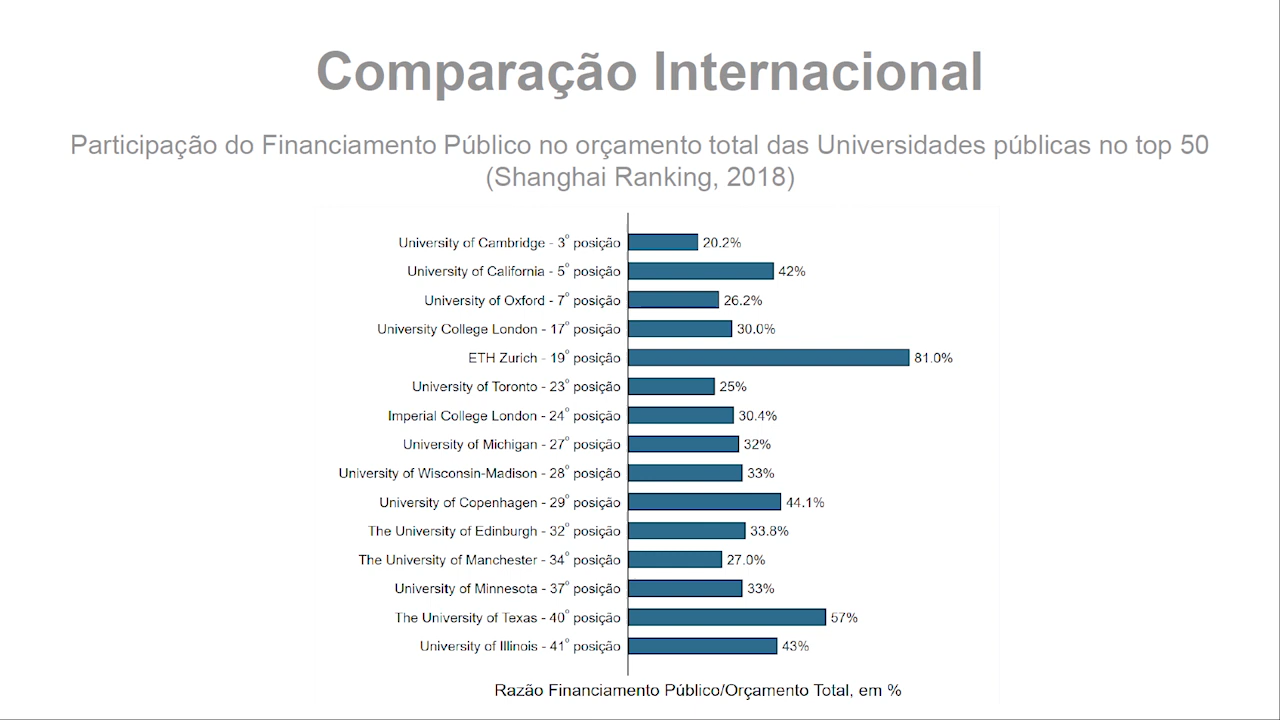 Comparação Internacional
Participação do Financiamento Público no orçamento total das Universidades públicas no top 50
(Shanghai Ranking, 2018)
University of Cambridge - 3° posição 20.2%
University of California - 5° posição 42%
University of Oxford - 7° posição 26.2%
University College London - 17° posição 30.0%
ETH Zurich - 19° posição 81.0%
University of Toronto - 23° posição 25%
Imperial College London - 24° posição 30.4%
University of Michigan - 27° posição 32%
University of Wisconsin-Madison - 28° posição 33%
University of Copenhagen - 29° posição 44.1%
The University of Edinburgh - 32° posição 33.8%
The University of Manchester - 34° posição 27.0%
University of Minnesota - 37° posição 33%
The University of Texas - 40° posição 57%
University of Illinois - 41° posição 43%
Razão Financiamento Público/Orçamento Total, em %